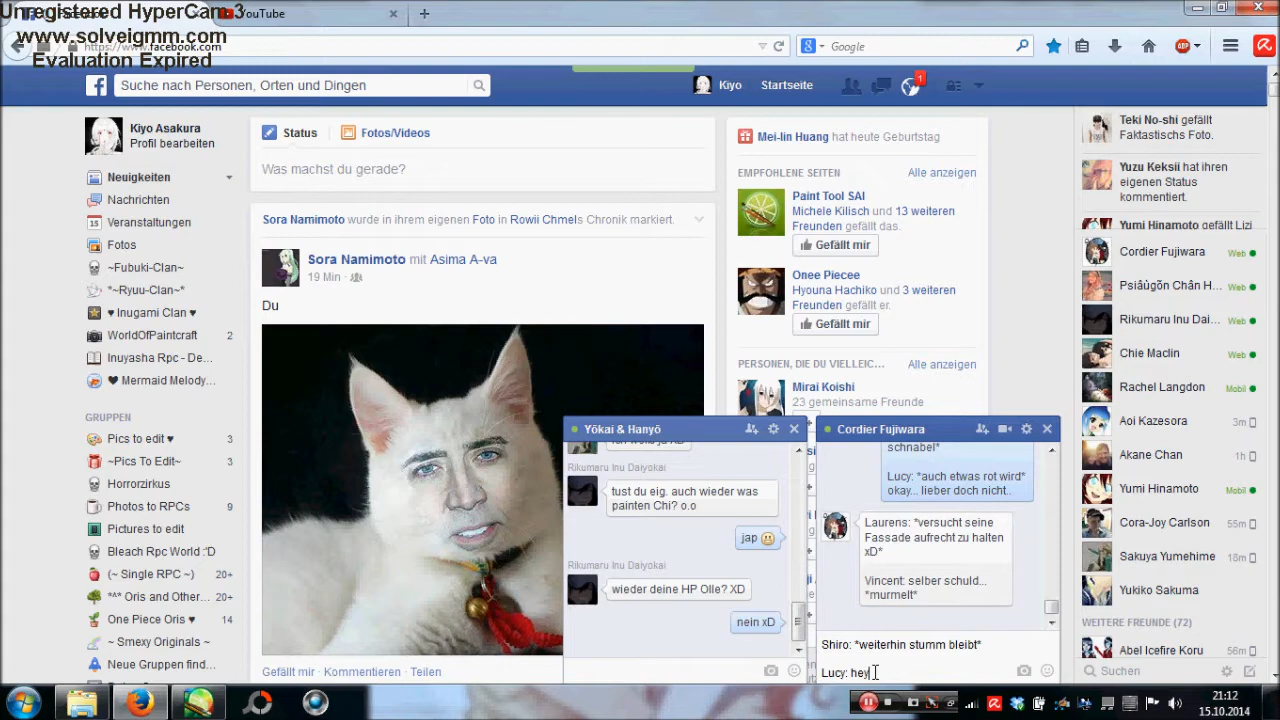 Unregistered HyperCam 3
www.solveigmm.com
Evaluation Expired
YouTube
https://www.facebook.com
Google
Suche nach Personen, Orten und Dingen
Kiyo
Startseite
1
Kiyo Asakura
Profil bearbeiten
Neuigkeiten
Nachrichten
Veranstaltungen
Fotos
~Fubuki-Clan~
*~Ryuu-Clan~*
♥ Inugami Clan ♥
WorldOfPaintcraft 2
Inuyasha Rpc - De...
♥ Mermaid Melody...
GRUPPEN
Pics to edit ♥ 3
~Pics To Edit~ 3
Horrorzirkus
Photos to RPCs 9
Pictures to edit
Bleach Rpc World :'D
(~ Single RPC ~) 20+
*^* Oris and Other... 20+
One Piece Oris ♥ 14
~ Smexy Originals ~
Neue Gruppen find...
Status
Fotos/Videos
Was machst du gerade?
Sora Namimoto wurde in ihrem eigenen Foto in Rowii Chmels Chronik markiert.
Sora Namimoto mit Asima A-va
19 Min
Du
Gefällt mir · Kommentieren · Teilen
Mei-lin Huang hat heute Geburtstag
EMPFOHLENE SEITEN Alle anzeigen
Paint Tool SAI
Michele Kilisch und 13 weiteren
Freunden gefällt das.
Gefällt mir
Onee Piecee
Hyouna Hachiko und 3 weiteren
Freunden gefällt er.
Gefällt mir
PERSONEN, DIE DU VIELLEIC... Alle anzeigen
Mirai Koishi
23 gemeinsame Freunde
Yōkai & Hanyō
Rikumaru Inu Daiyokai
tust du eig. auch wieder was
painten Chi? o.o
jap
Rikumaru Inu Daiyokai
wieder deine HP Olle? XD
nein xD
Cordier Fujiwara
schnabel*
Lucy: *auch etwas rot wird*
okay... lieber doch nicht..
Laurens: *versucht seine
Fassade aufrecht zu halten
xD*
Vincent: selber schuld...
*murmelt*
Shiro: *weiterhin stumm bleibt*
Lucy: hey
Teki No-shi gefällt
Faktastischs Foto.
Yuzu Keksii hat ihren
eigenen Status
kommentiert.
Yumi Hinamoto gefällt Lizi
Cordier Fujiwara Web
Web
Rikumaru Inu Dai... Web
Chie Maclin Web
Rachel Langdon Mobil
Aoi Kazesora 3m
Akane Chan 1h
Yumi Hinamoto Mobil
Cora-Joy Carlson 55m
Sakuya Yumehime 18m
Yukiko Sakuma
WEITERE FREUNDE (72)
Abel Icefire Koru 56m
Suchen
21:12
15.10.2014